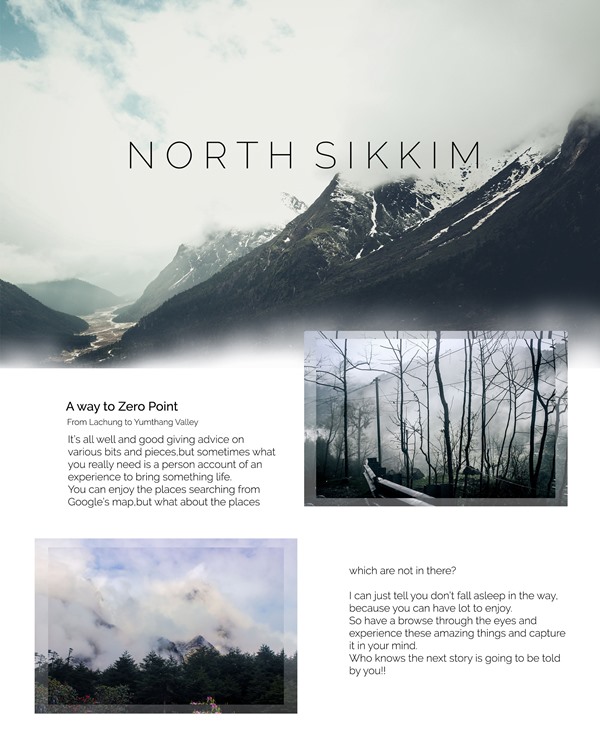 NORTH SIKKIM
A way to Zero Point
From Lachung to Yumthang Valley
It's all well and good giving advice on
various bits and pieces,but sometimes what
you really need is a person account of an
experience to bring something life.
You can enjoy the places searching from
Google's map,but what about the places
which are not in there?
I can just tell you don't fall asleep in the way,
because you can have lot to enjoy.
So have a browse through the eyes and
experience these amazing things and capture
it in your mind.
Who knows the next story is going to be told
by you!!